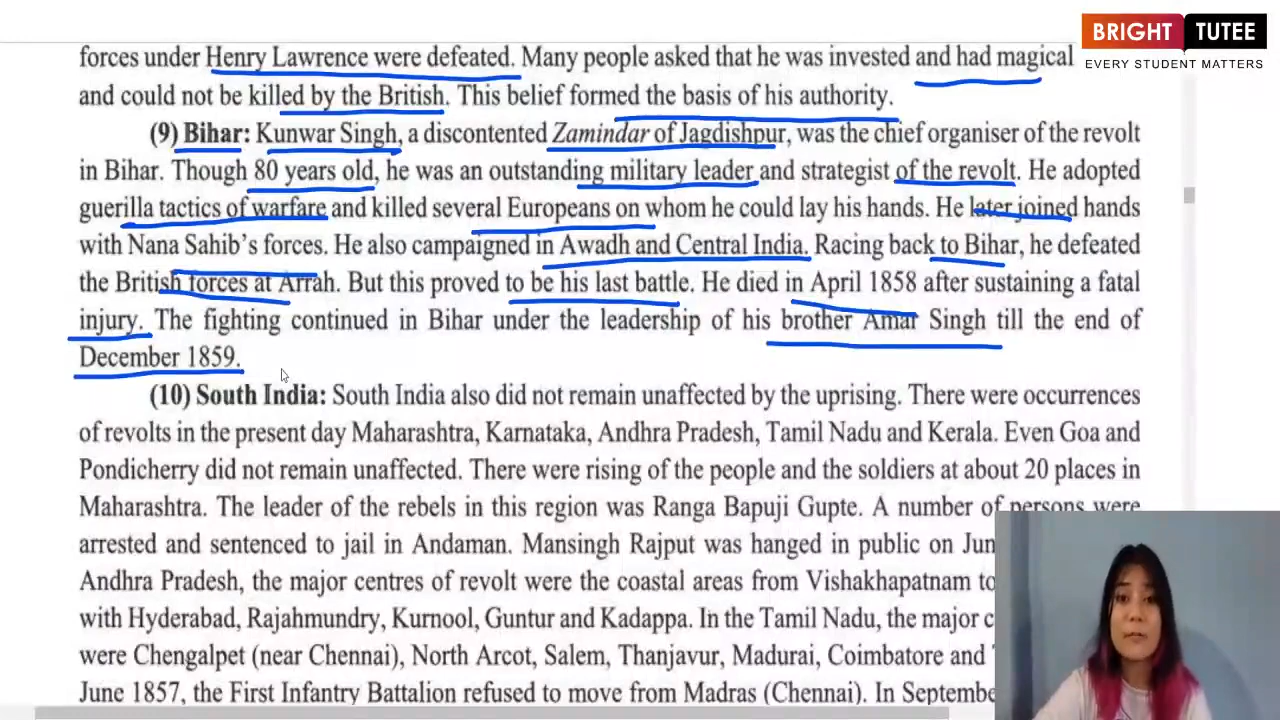 BRIGHT TUTEE
EVERY STUDENT MATTERS
forces under Henry Lawrence were defeated. Many people asked that he was invested and had magical
and could not be killed by the British. This belief formed the basis of his authority.
(9) Bihar: Kunwar Singh, a discontented Zamindar of Jagdishpur, was the chief organiser of the revolt
in Bihar. Though 80 years old, he was an outstanding military leader and strategist of the revolt. He adopted
guerilla tactics of warfare and killed several Europeans on whom he could lay his hands. He later joined hands
with Nana Sahib's forces. He also campaigned in Awadh and Central India. Racing back to Bihar, he defeated
the British forces at Arrah. But this proved to be his last battle. He died in April 1858 after sustaining a fatal
injury. The fighting continued in Bihar under the leadership of his brother Amar Singh till the end of
December 1859.
(10) South India: South India also did not remain unaffected by the uprising. There were occurrences
of revolts in the present day Maharashtra, Karnataka, Andhra Pradesh, Tamil Nadu and Kerala. Even Goa and
Pondicherry did not remain unaffected. There were rising of the people and the soldiers at about 20 places in
Maharashtra. The leader of the rebels in this region was Ranga Bapuji Gupte. A number of persons were
arrested and sentenced to jail in Andaman. Mansingh Rajput was hanged in public on Jun
Andhra Pradesh, the major centres of revolt were the coastal areas from Vishakhapatnam to
with Hyderabad, Rajahmundry, Kurnool, Guntur and Kadappa. In the Tamil Nadu, the major c
were Chengalpet (near Chennai), North Arcot, Salem, Thanjavur, Madurai, Coimbatore and
June 1857, the First Infantry Battalion refused to move from Madras (Chennai). In Septembe